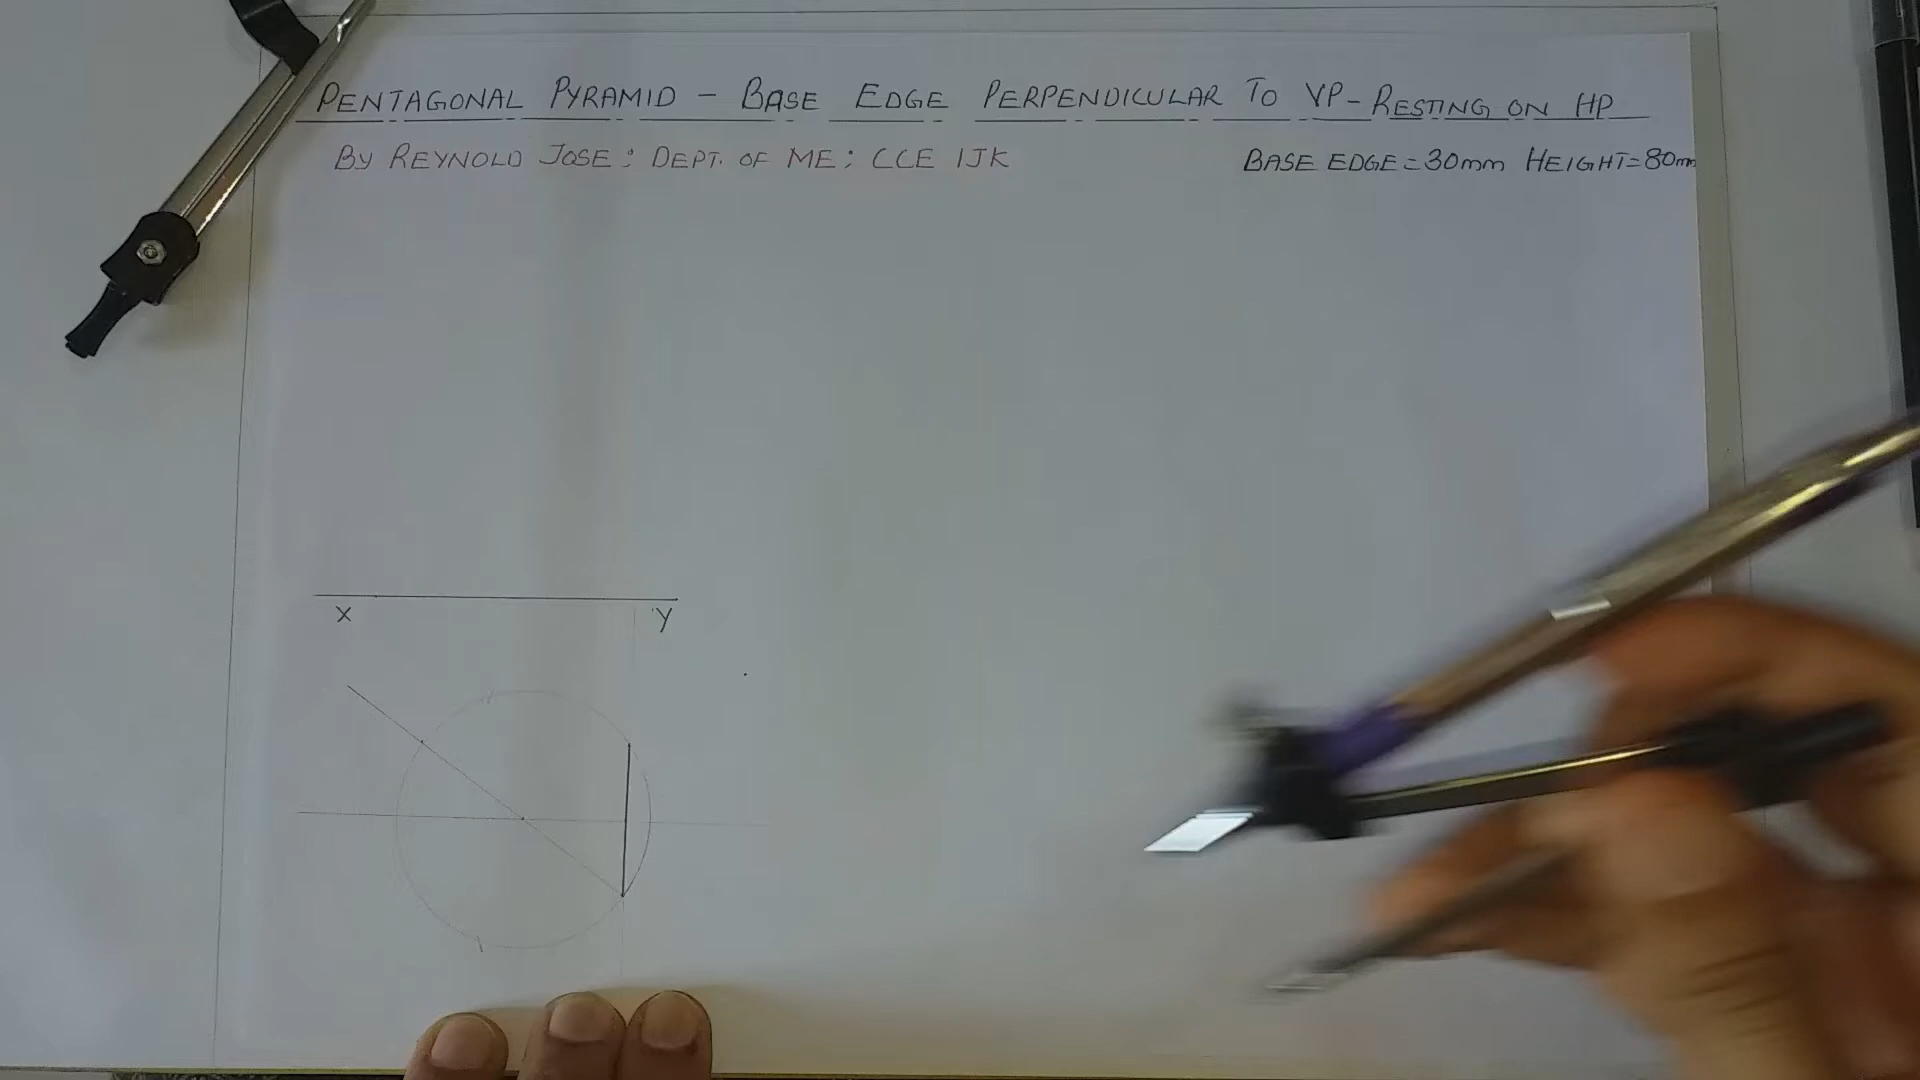 PENTAGONAL PYRAMID - BASE EDGE PERPENDICULAR TO VP - RESTING ON HP
BY REYNOLD JOSE : DEPT. OF ME ; CCE IJK
BASE EDGE = 30mm HEIGHT = 80mm
X Y